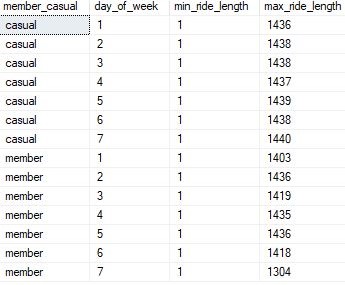 member_casual day_of_week min_ride_length max_ride_length
casual 1 1 1436
casual 2 1 1438
casual 3 1 1438
casual 4 1 1437
casual 5 1 1439
casual 6 1 1438
casual 7 1 1440
member 1 1 1403
member 2 1 1436
member 3 1 1419
member 4 1 1435
member 5 1 1436
member 6 1 1418
member 7 1 1304